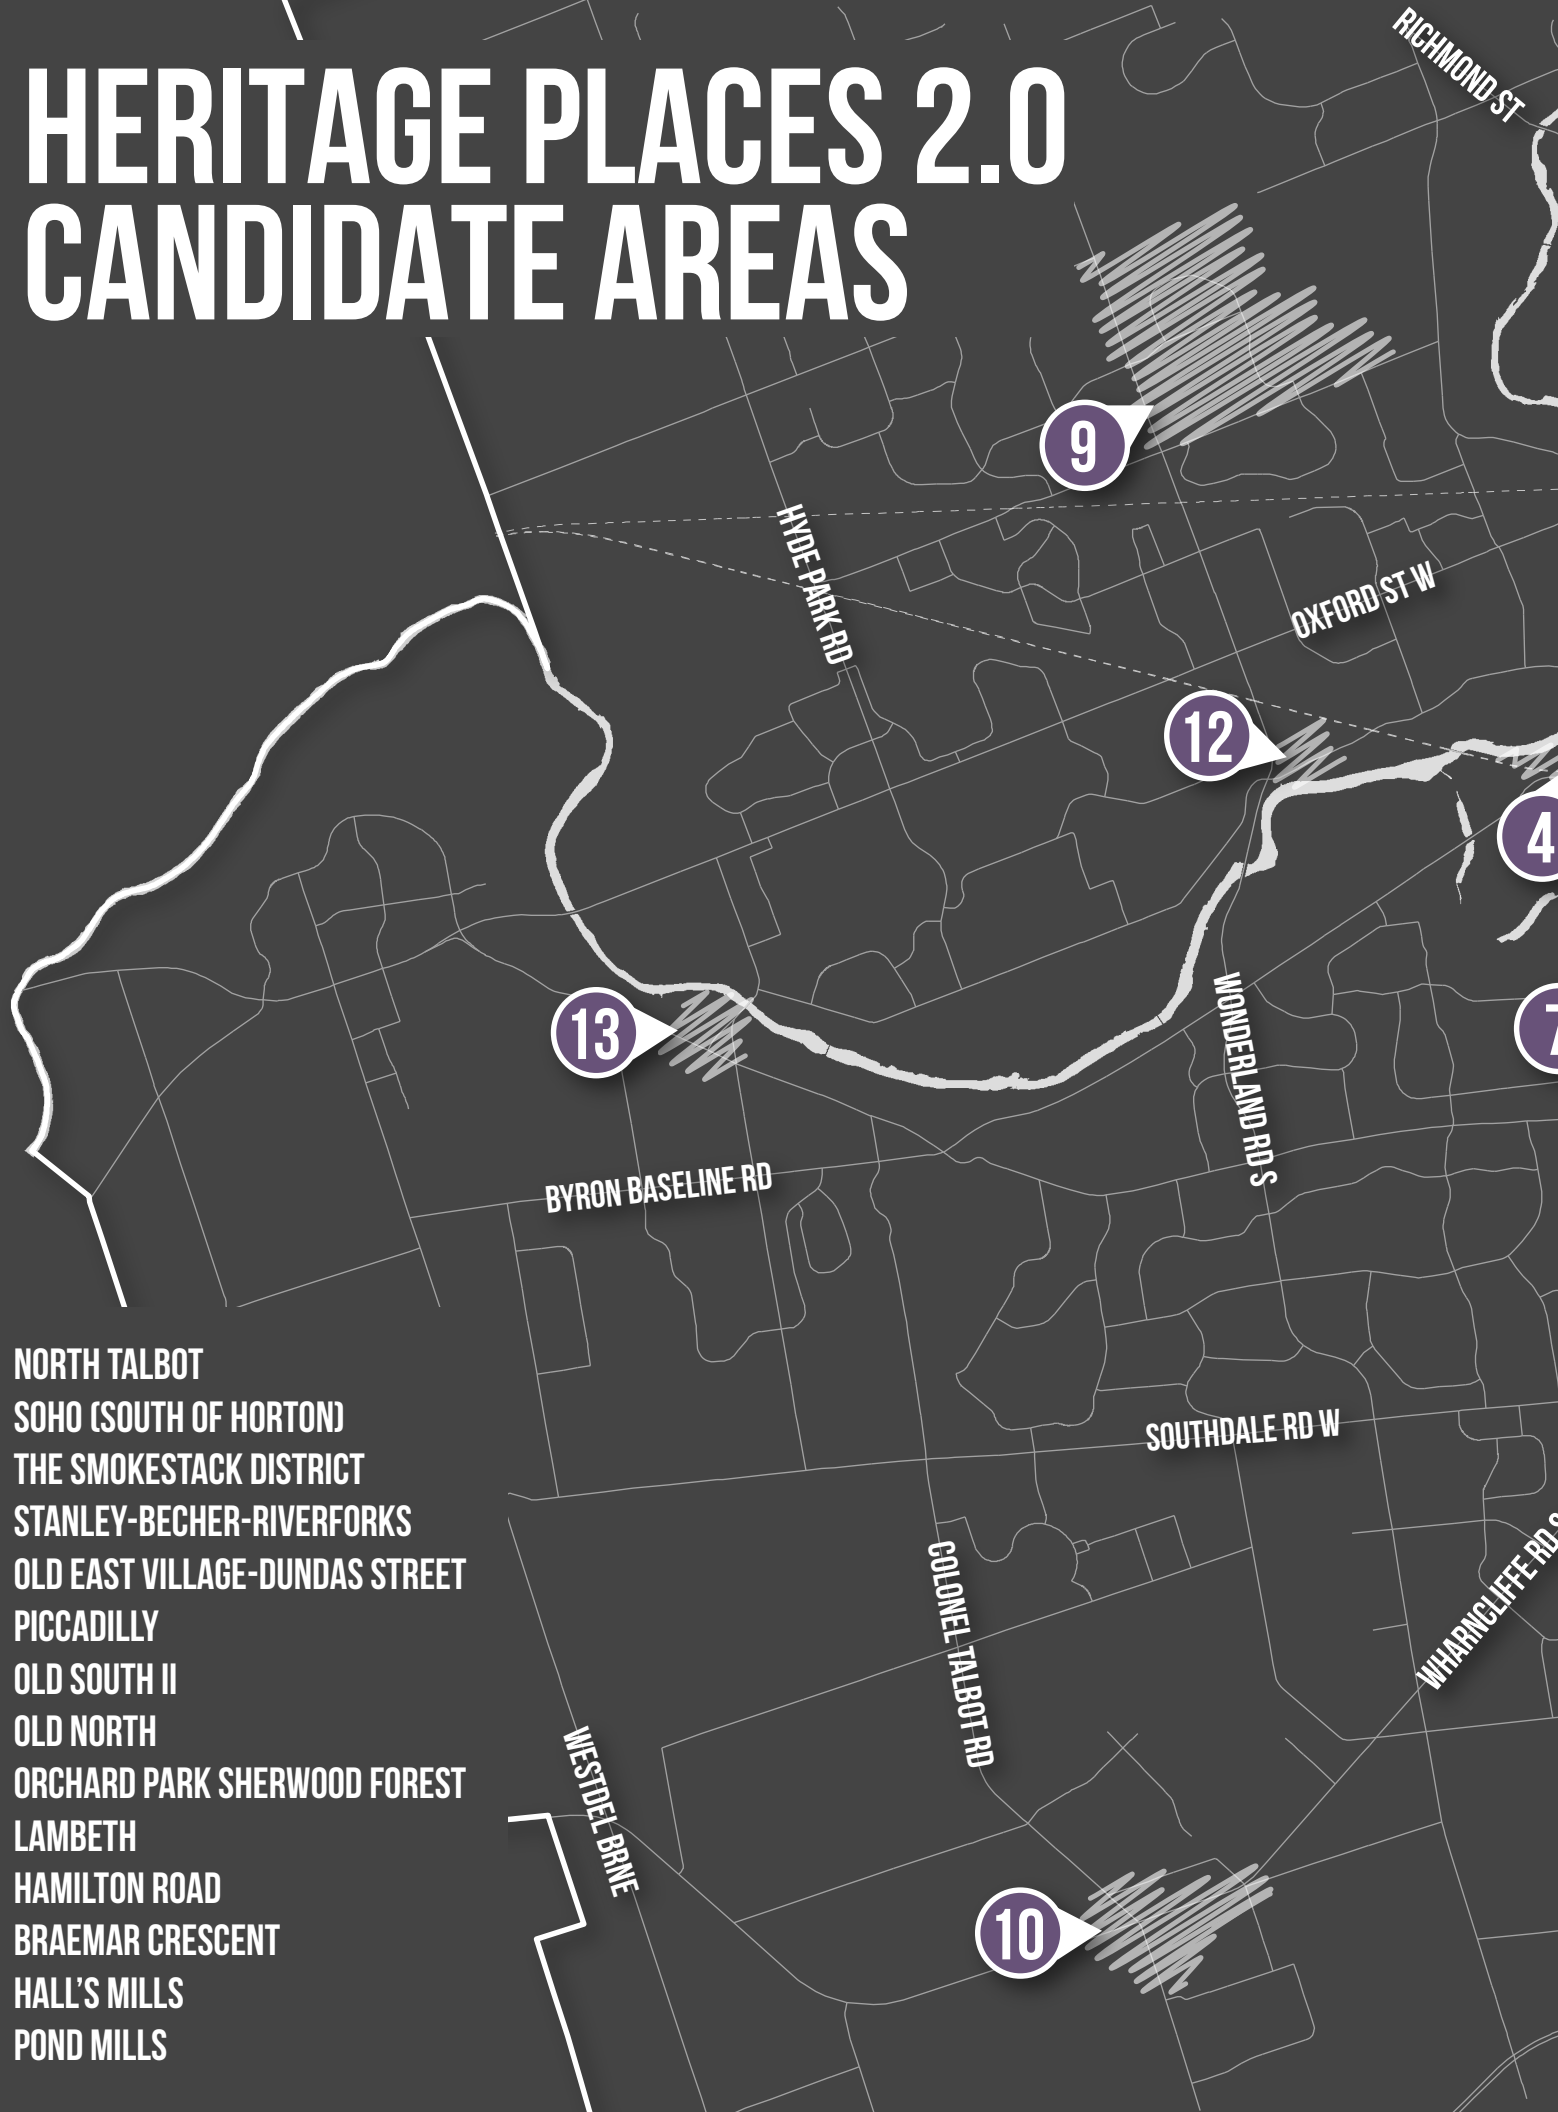 RICHMOND ST
HERITAGE PLACES 2.0
CANDIDATE AREAS
9
HYDE PARK RD
OXFORD ST W
12
4
13
WONDERLAND RD S
7
BYRON BASELINE RD
NORTH TALBOT
SOHO (SOUTH OF HORTON)
THE SMOKESTACK DISTRICT
STANLEY-BECHER-RIVERFORKS
OLD EAST VILLAGE-DUNDAS STREET
PICCADILLY
OLD SOUTH II
OLD NORTH
ORCHARD PARK SHERWOOD FOREST
LAMBETH
HAMILTON ROAD
BRAEMAR CRESCENT
HALL'S MILLS
POND MILLS
SOUTHDALE RD W
COLONEL TALBOT RD
WHARNCLIFFE RD S
WESTDEL BRNE
10